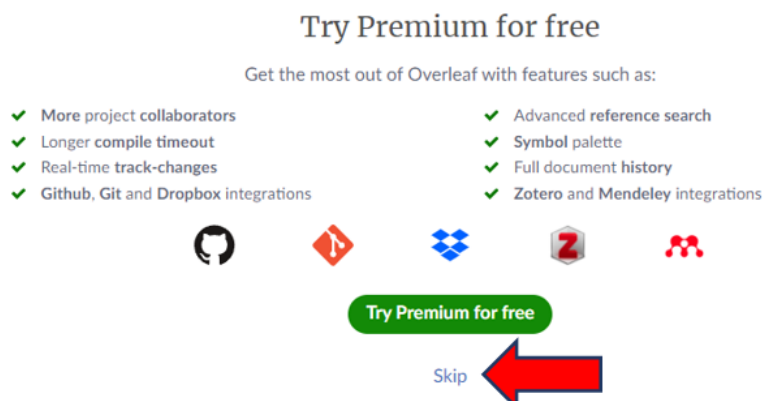 Try Premium for free
Get the most out of Overleaf with features such as:
More project collaborators
Longer compile timeout
Real-time track-changes
Github, Git and Dropbox integrations
Advanced reference search
Symbol palette
Full document history
Zotero and Mendeley integrations
Z
Try Premium for free
Skip